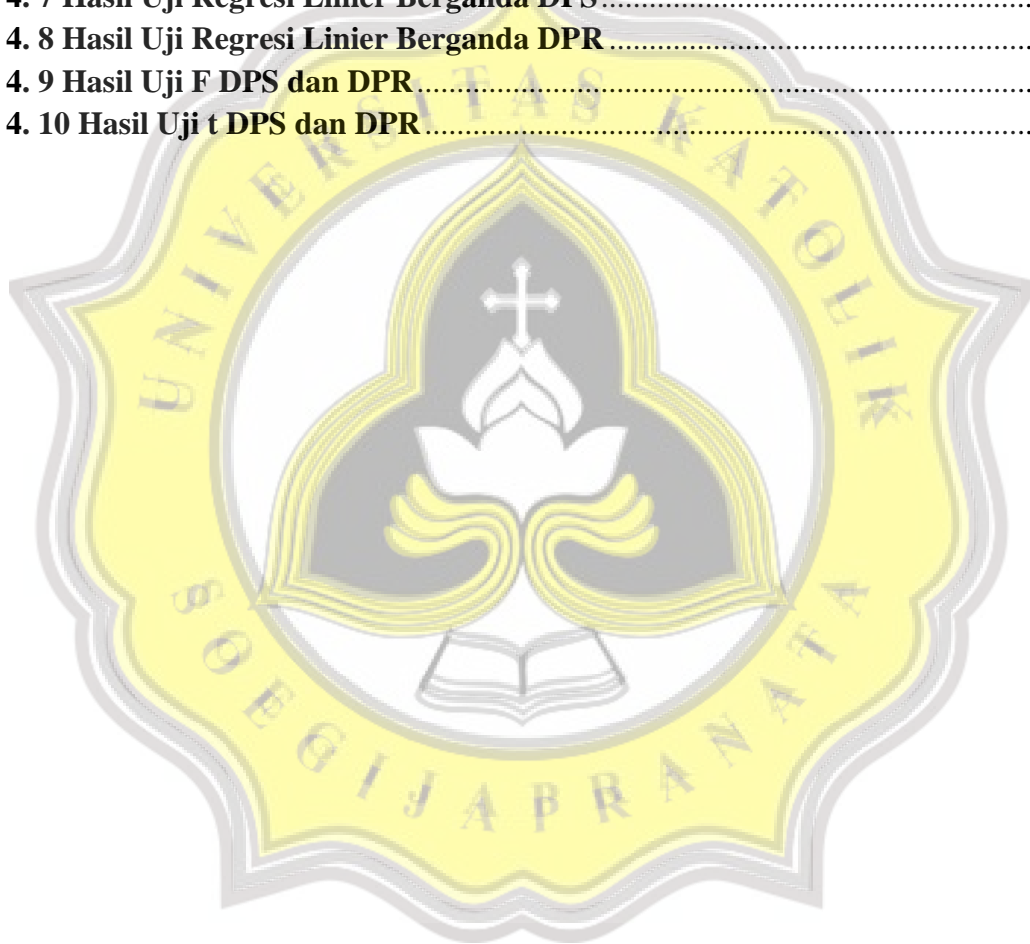 4. 7 Hasil Uji Regresi Linier Berganda DPS
4. 8 Hasil Uji Regresi Linier Berganda DPR
4. 9 Hasil Uji F DPS dan DPR
4. 10 Hasil Uji t DPS dan DPR
UNIVERSITAS KATOLIK
SOEGIJAPRANATA